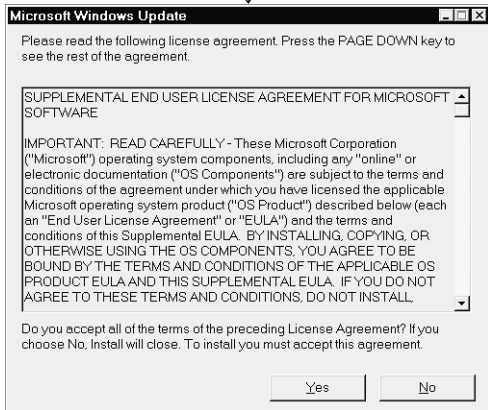 Microsoft Windows Update
Please read the following license agreement. Press the PAGE DOWN key to
see the rest of the agreement.
SUPPLEMENTAL END USER LICENSE AGREEMENT FOR MICROSOFT
SOFTWARE
IMPORTANT:  READ CAREFULLY - These Microsoft Corporation
("Microsoft") operating system components, including any "online" or
electronic documentation ("OS Components") are subject to the terms and
conditions of the agreement under which you have licensed the applicable
Microsoft operating system product ("OS Product") described below (each
an "End User License Agreement" or "EULA") and the terms and
conditions of this Supplemental EULA.  BY INSTALLING, COPYING, OR
OTHERWISE USING THE OS COMPONENTS, YOU AGREE TO BE
BOUND BY THE TERMS AND CONDITIONS OF THE APPLICABLE OS
PRODUCT EULA AND THIS SUPPLEMENTAL EULA.  IF YOU DO NOT
AGREE TO THESE TERMS AND CONDITIONS, DO NOT INSTALL,
Do you accept all of the terms of the preceding License Agreement? If you
choose No, Install will close. To install you must accept this agreement.
Yes No